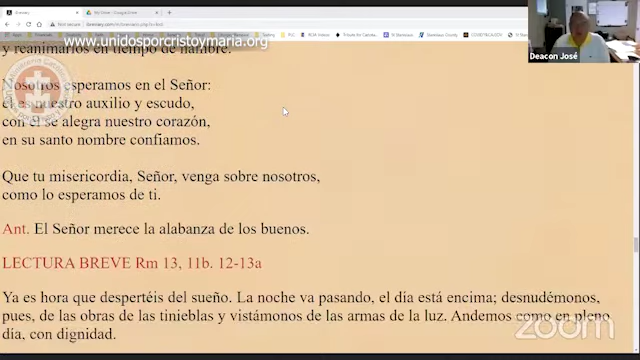 www.unidosporcristoymaria.org
Deacon José
y reanimarlos en tiempo de hambre.
Nosotros esperamos en el Señor:
él es nuestro auxilio y escudo,
con él se alegra nuestro corazón,
en su santo nombre confiamos.
Que tu misericordia, Señor, venga sobre nosotros,
como lo esperamos de ti.
Ant. El Señor merece la alabanza de los buenos.
LECTURA BREVE Rm 13, 11b. 12-13a
Ya es hora que despertéis del sueño. La noche va pasando, el día está encima; desnudémonos,
pues, de las obras de las tinieblas y vistámonos de las armas de la luz. Andemos como en pleno
día, con dignidad.
zoom